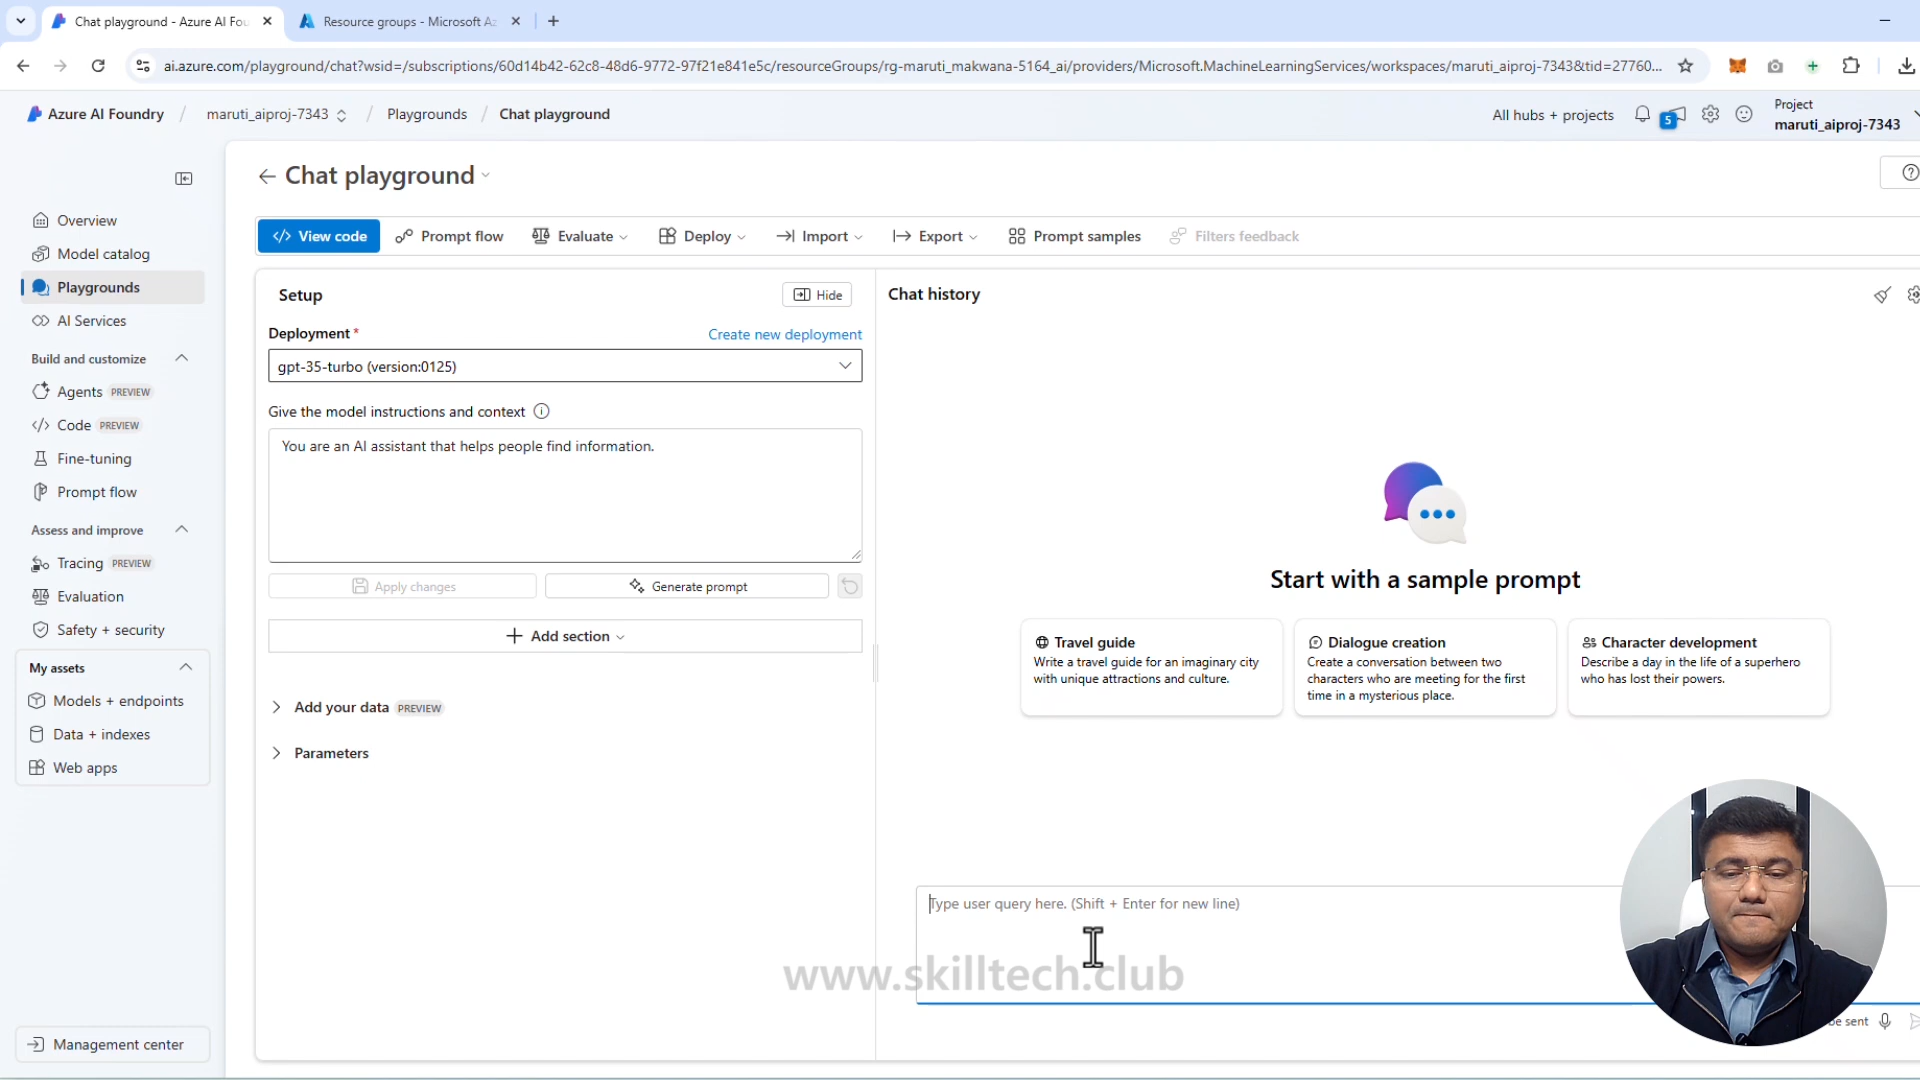 Chat playground - Azure AI Fou
Resource groups - Microsoft Az
ai.azure.com/playground/chat?wsid=/subscriptions/60d14b42-62c8-48d6-9772-97f21e841e5c/resourceGroups/rg-maruti_makwana-5164_ai/providers/Microsoft.MachineLearningServices/workspaces/maruti_aiproj-7343&tid=27760...
Azure AI Foundry / maruti_aiproj-7343 / Playgrounds / Chat playground
All hubs + projects
5
Project
maruti_aiproj-7343
Overview
Model catalog
Playgrounds
AI Services
Build and customize
Agents PREVIEW
Code PREVIEW
Fine-tuning
Prompt flow
Assess and improve
Tracing PREVIEW
Evaluation
Safety + security
My assets
Models + endpoints
Data + indexes
Web apps
Management center
Chat playground
View code
Prompt flow
Evaluate
Deploy
Import
Export
Prompt samples
Filters feedback
Setup
Hide
Deployment *
Create new deployment
gpt-35-turbo (version:0125)
Give the model instructions and context
You are an AI assistant that helps people find information.
Apply changes
Generate prompt
Add section
Add your data PREVIEW
Parameters
Chat history
Start with a sample prompt
Travel guide
Write a travel guide for an imaginary city
with unique attractions and culture.
Dialogue creation
Create a conversation between two
characters who are meeting for the first
time in a mysterious place.
Character development
Describe a day in the life of a superhero
who has lost their powers.
Type user query here. (Shift + Enter for new line)
www.skilltech.club
be sent